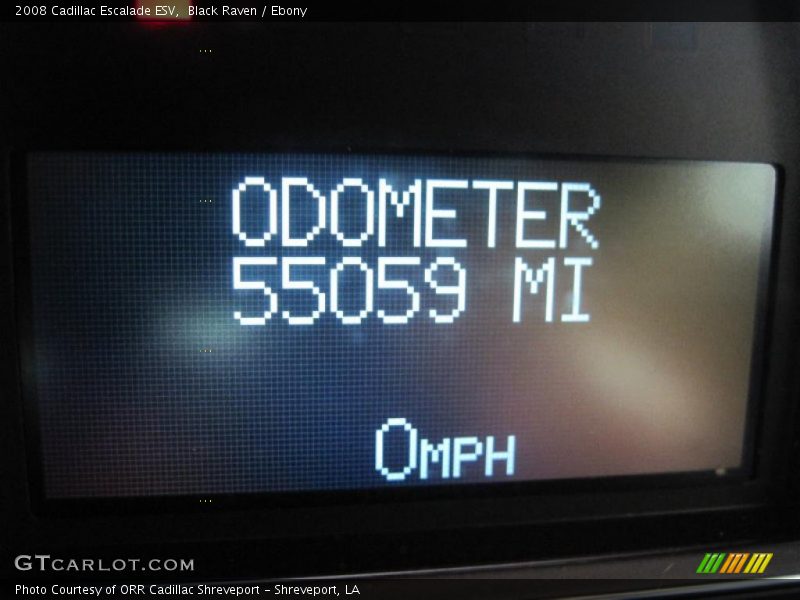 2008 Cadillac Escalade ESV,  Black Raven / Ebony
ODOMETER
55059 MI
0MPH
GTCARLOT.COM
Photo Courtesy of ORR Cadillac Shreveport - Shreveport, LA